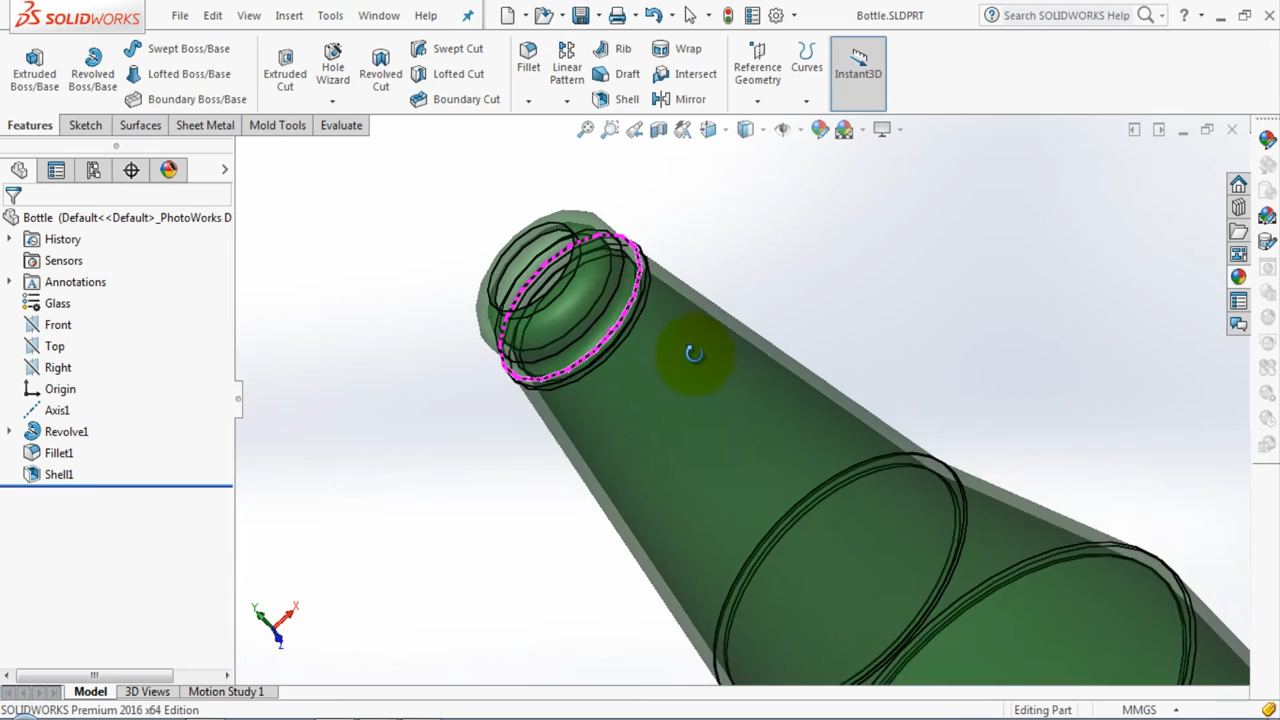 SOLIDWORKS File Edit View Insert Tools Window Help Bottle.SLDPRT Search SOLIDWORKS Help ?
Extruded Boss/Base
Revolved Boss/Base
Swept Boss/Base
Lofted Boss/Base
Boundary Boss/Base
Extruded Cut
Hole Wizard
Revolved Cut
Swept Cut
Lofted Cut
Boundary Cut
Fillet
Linear Pattern
Rib
Draft
Shell
Wrap
Intersect
Mirror
Reference Geometry
Curves
Instant3D
Features Sketch Surfaces Sheet Metal Mold Tools Evaluate
Bottle (Default<<Default>_PhotoWorks D
History
Sensors
Annotations
Glass
Front
Top
Right
Origin
Axis1
Revolve1
Fillet1
Shell1
Y X
Z
Model 3D Views Motion Study 1
SOLIDWORKS Premium 2016 x64 Edition Editing Part MMGS